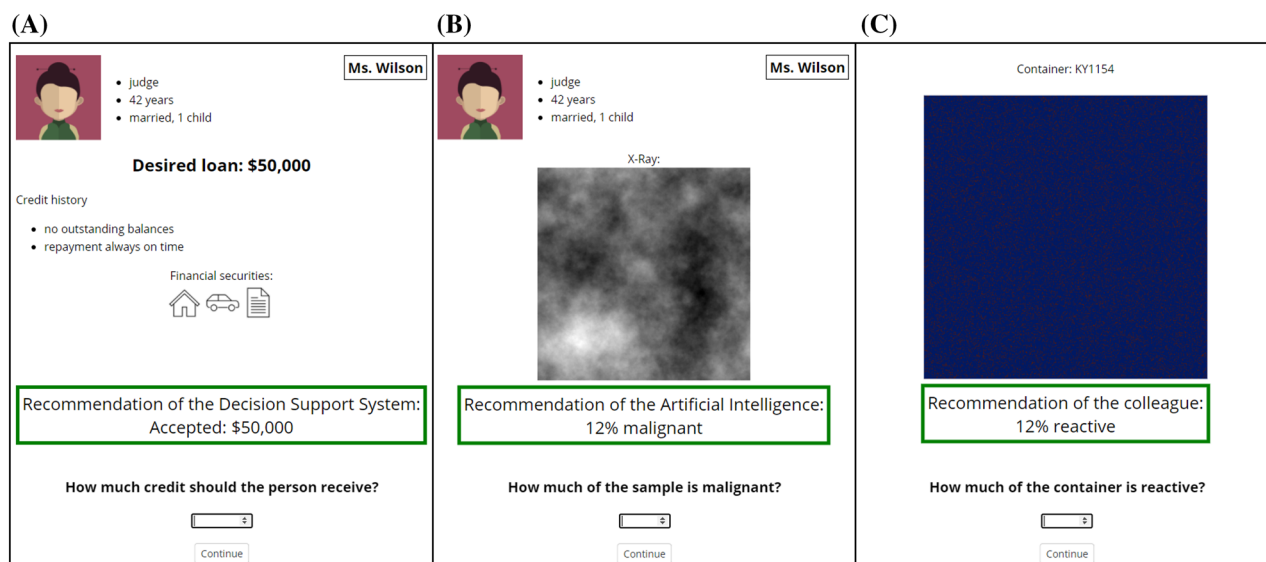 (A)
Ms. Wilson
• judge
• 42 years
• married, 1 child
Desired loan: $50,000
Credit history
• no outstanding balances
• repayment always on time
Financial securities:
Recommendation of the Decision Support System:
Accepted: $50,000
How much credit should the person receive?
Continue
(B)
Ms. Wilson
• judge
• 42 years
• married, 1 child
X-Ray:
Recommendation of the Artificial Intelligence:
12% malignant
How much of the sample is malignant?
Continue
(C)
Container: KY1154
Recommendation of the colleague:
12% reactive
How much of the container is reactive?
Continue